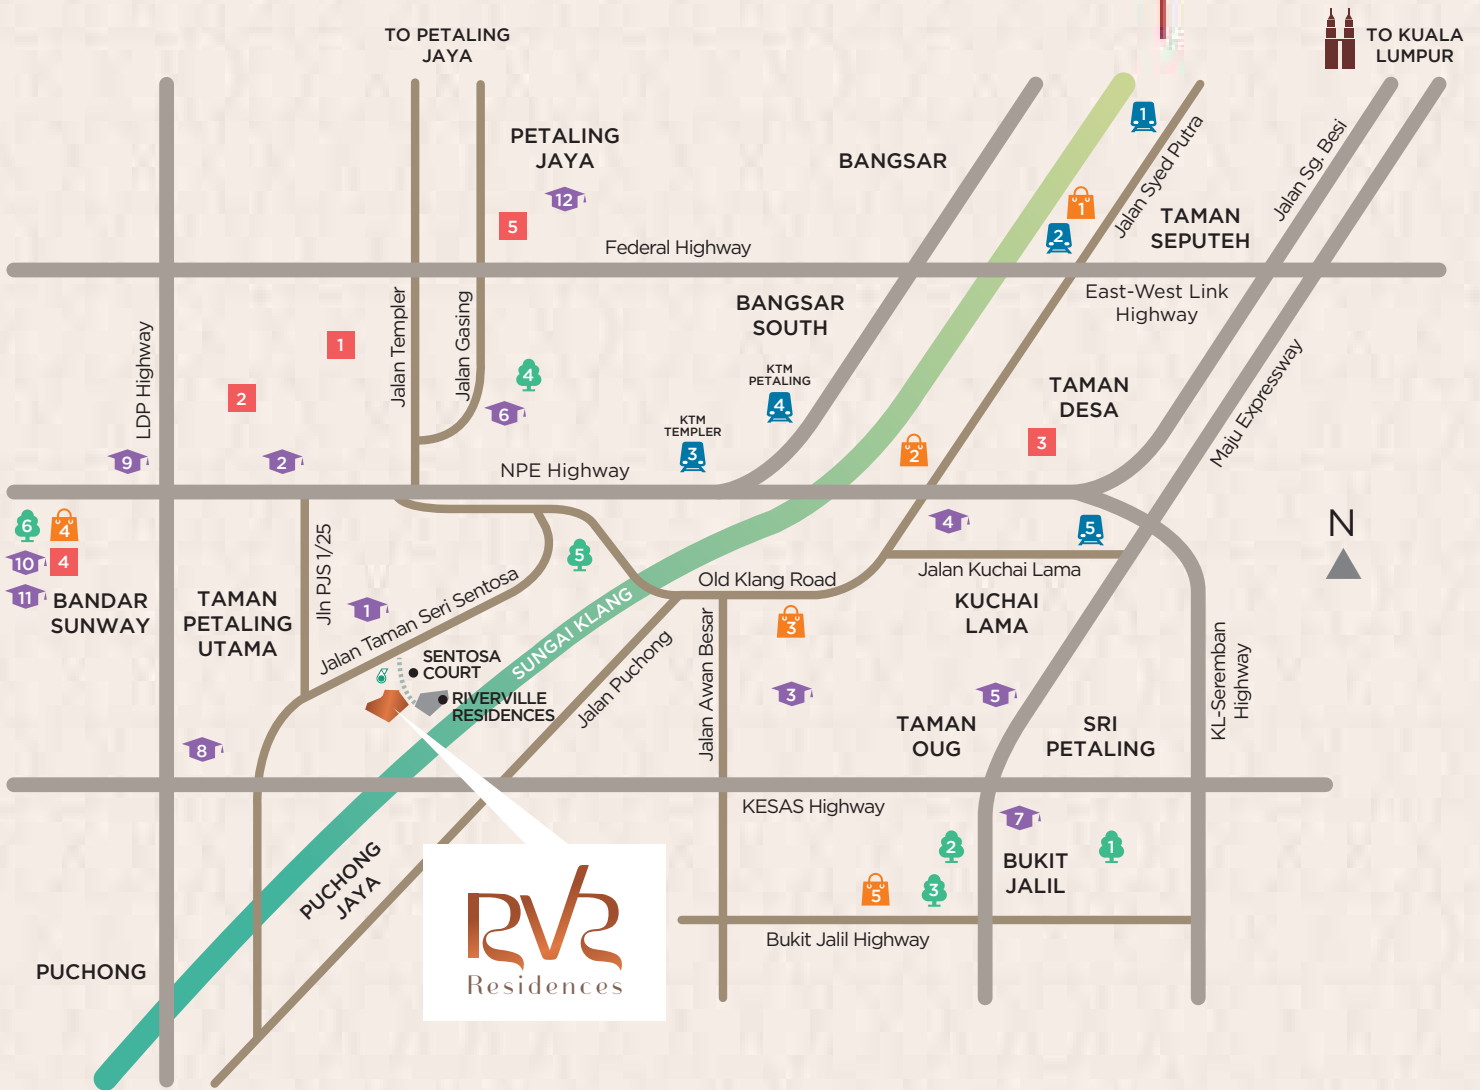 TO PETALING
JAYA
TO KUALA
LUMPUR
PETALING
JAYA
BANGSAR
1
Jalan Syed Putra
Jalan Sg. Besi
12
5
1
2
TAMAN
SEPUTEH
Federal Highway
East-West Link
Highway
LDP Highway
Jalan Templer
Jalan Gasing
BANGSAR
SOUTH
1
2
4
6
KTM
PETALING
4
KTM
TEMPLER
3
TAMAN
DESA
3
Maju Expressway
2
9
2
NPE Highway
6
4
10
4
11
BANDAR
SUNWAY
Jln PJS 1/25
TAMAN
PETALING
UTAMA
1
Jalan Taman Seri Sentosa
5
SUNGAI KLANG
Old Klang Road
4
5
Jalan Kuchai Lama
KUCHAI
LAMA
N
3
Jalan Awan Besar
Jalan Puchong
SENTOSA
COURT
RIVERVILLE
RESIDENCES
3
5
TAMAN
OUG
SRI
PETALING
KL-Seremban
Highway
8
KESAS Highway
7
2
1
BUKIT
JALIL
5
3
PUCHONG
JAYA
RVR
Residences
Bukit Jalil Highway
PUCHONG